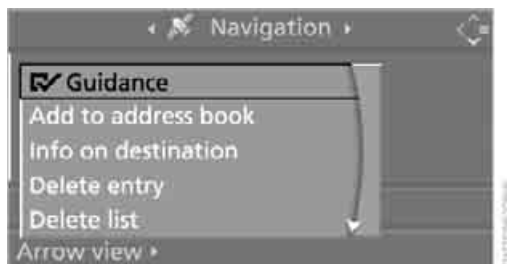 Navigation
Guidance
Add to address book
Info on destination
Delete entry
Delete list
Arrow view